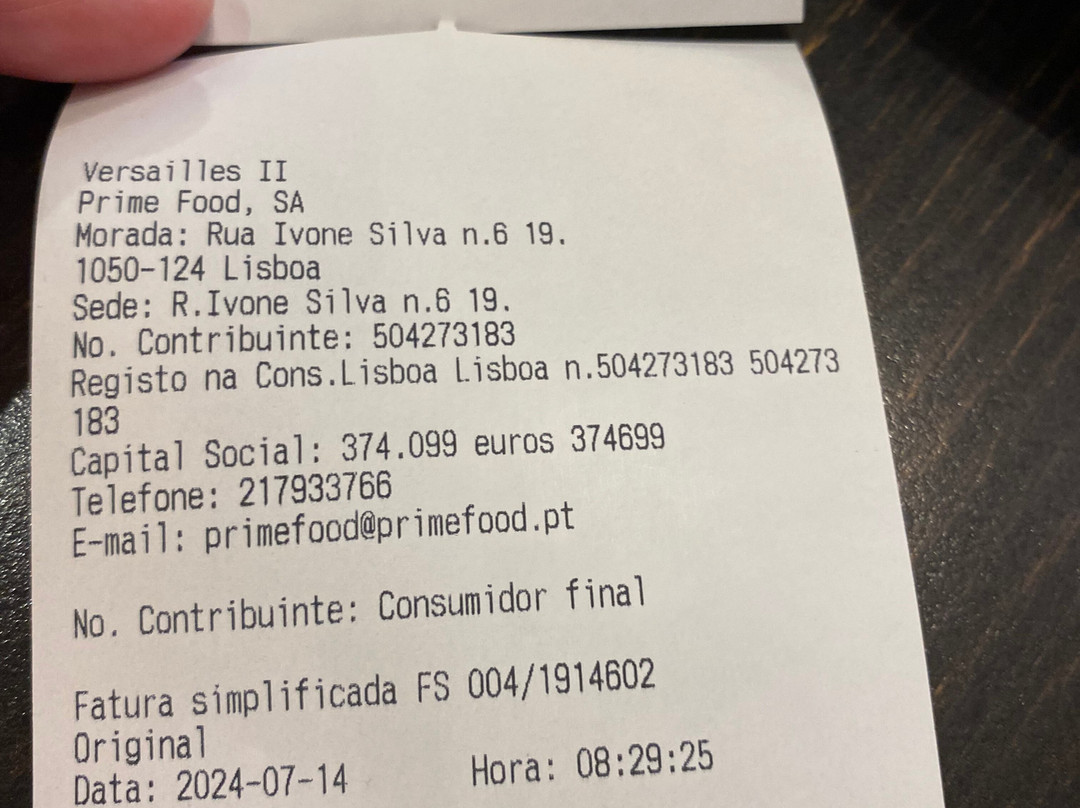 Versailles II
Prime Food, SA
Morada: Rua Ivone Silva n.6 19.
1050-124 Lisboa
Sede: R.Ivone Silva n.6 19.
No. Contribuinte: 504273183
Registo na Cons.Lisboa Lisboa n.504273183 504273
183
Capital Social: 374.099 euros 374699
Telefone: 217933766
E-mail: primefood@primefood.pt
No. Contribuinte: Consumidor final
Fatura simplificada FS 004/1914602
Original
Data: 2024-07-14 Hora: 08:29:25